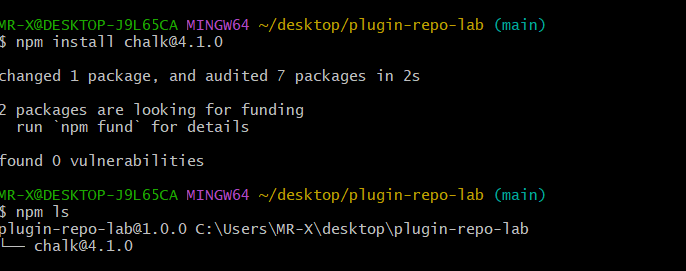 MR-X@DESKTOP-J9L65CA MINGW64 ~/desktop/plugin-repo-lab (main)
$ npm install chalk@4.1.0
changed 1 package, and audited 7 packages in 2s
2 packages are looking for funding
run `npm fund` for details
found 0 vulnerabilities
MR-X@DESKTOP-J9L65CA MINGW64 ~/desktop/plugin-repo-lab (main)
$ npm ls
plugin-repo-lab@1.0.0 C:\Users\MR-X\desktop\plugin-repo-lab
└── chalk@4.1.0